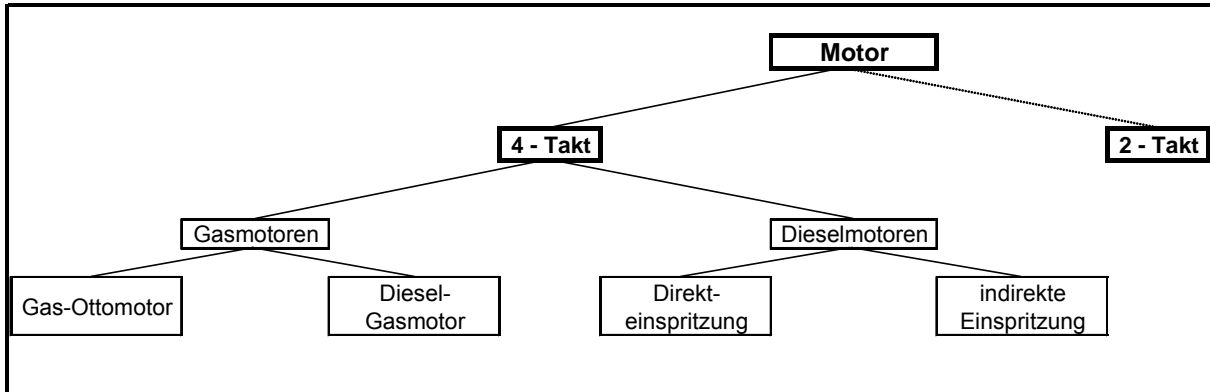 Motor
4 - Takt
2 - Takt
Gasmotoren
Dieselmotoren
Gas-Ottomotor
Diesel-
Gasmotor
Direkt-
einspritzung
indirekte
Einspritzung